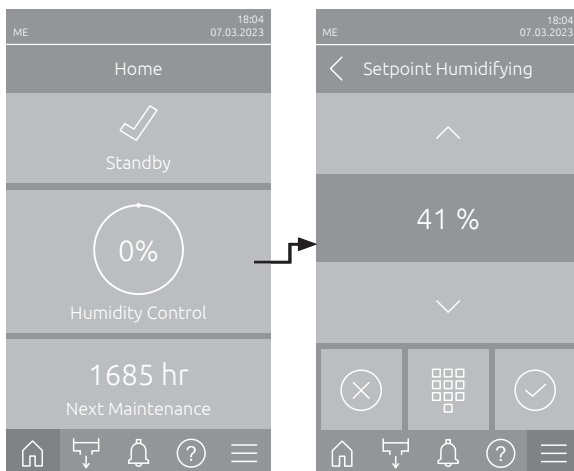 18:04
ME 07.03.2023
Home
Standby
0%
Humidity Control
1685 hr
Next Maintenance
?
18:04
ME 07.03.2023
Setpoint Humidifying
41 %
?